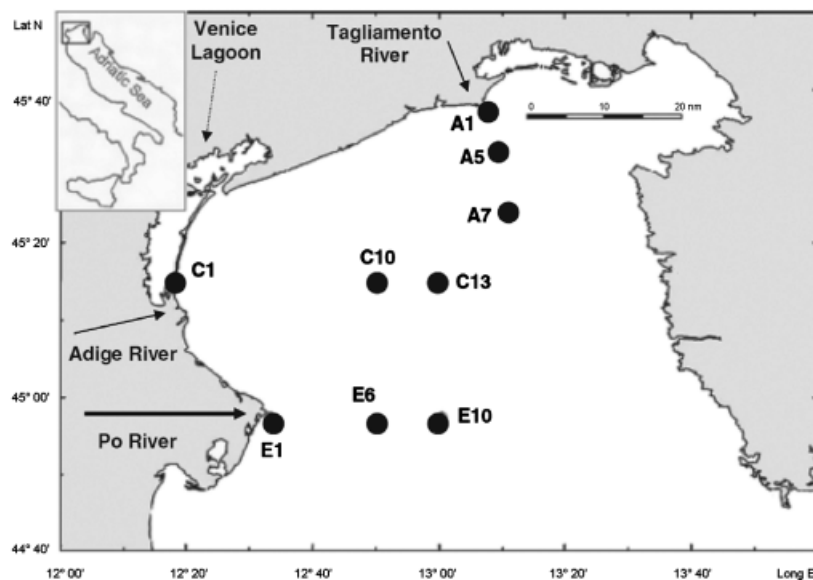 Lat N
45° 40'
45° 20'
45° 00'
44° 40'
12° 00'
12° 20'
12° 40'
13° 00'
13° 20'
Long E
Adriatic Sea
Venice
Lagoon
Tagliamento
River
0
10
20 nm
A1
A5
A7
C1
C10
C13
Adige River
E6
E10
E1
Po River